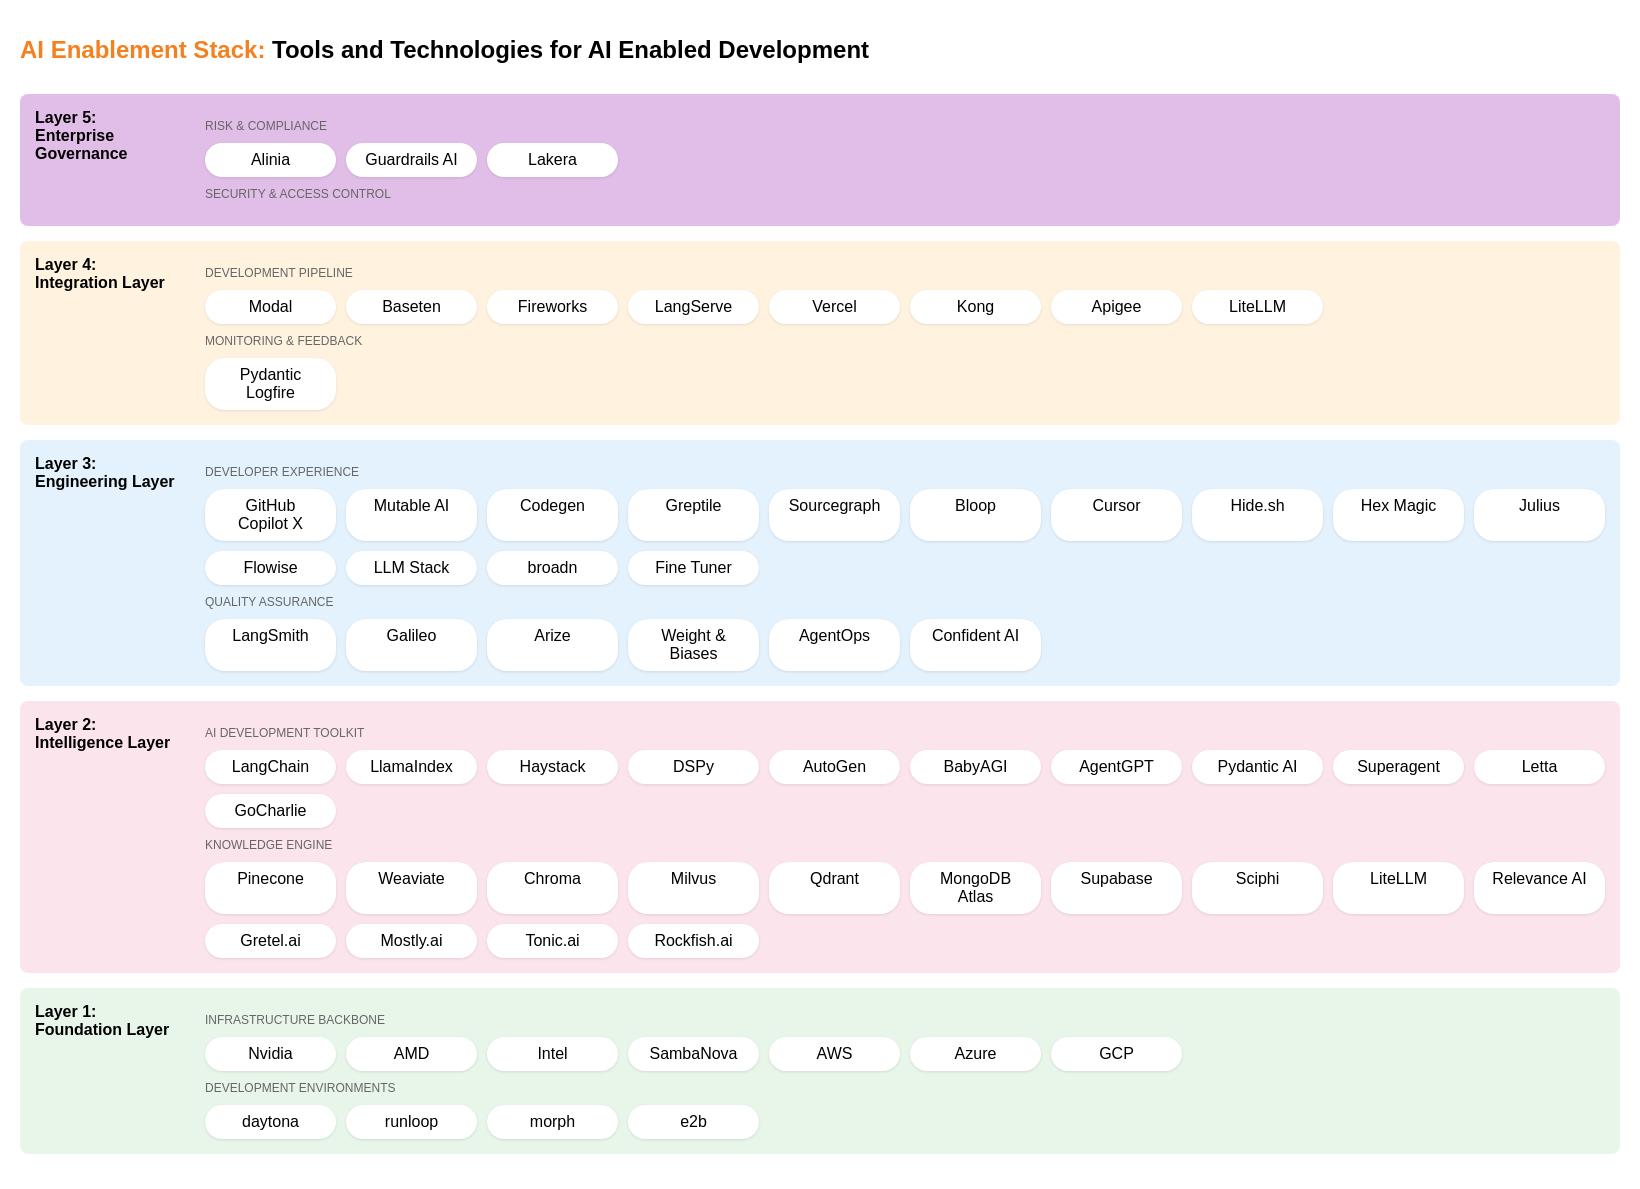 AI Enablement Stack: Tools and Technologies for AI Enabled Development
Layer 5:
Enterprise
Governance
RISK & COMPLIANCE
Alinia Guardrails AI Lakera
SECURITY & ACCESS CONTROL
Layer 4:
Integration Layer
DEVELOPMENT PIPELINE
Modal Baseten Fireworks LangServe Vercel Kong Apigee LiteLLM
MONITORING & FEEDBACK
Pydantic
Logfire
Layer 3:
Engineering Layer
DEVELOPER EXPERIENCE
GitHub
Copilot X
Mutable AI Codegen Greptile Sourcegraph Bloop Cursor Hide.sh Hex Magic Julius
Flowise LLM Stack broadn Fine Tuner
QUALITY ASSURANCE
LangSmith Galileo Arize
Weight &
Biases
AgentOps Confident AI
Layer 2:
Intelligence Layer
AI DEVELOPMENT TOOLKIT
LangChain LlamaIndex Haystack DSPy AutoGen BabyAGI AgentGPT Pydantic AI Superagent Letta
GoCharlie
KNOWLEDGE ENGINE
Pinecone Weaviate Chroma Milvus Qdrant
MongoDB
Atlas
Supabase Sciphi LiteLLM Relevance AI
Gretel.ai Mostly.ai Tonic.ai Rockfish.ai
Layer 1:
Foundation Layer
INFRASTRUCTURE BACKBONE
Nvidia AMD Intel SambaNova AWS Azure GCP
DEVELOPMENT ENVIRONMENTS
daytona runloop morph e2b